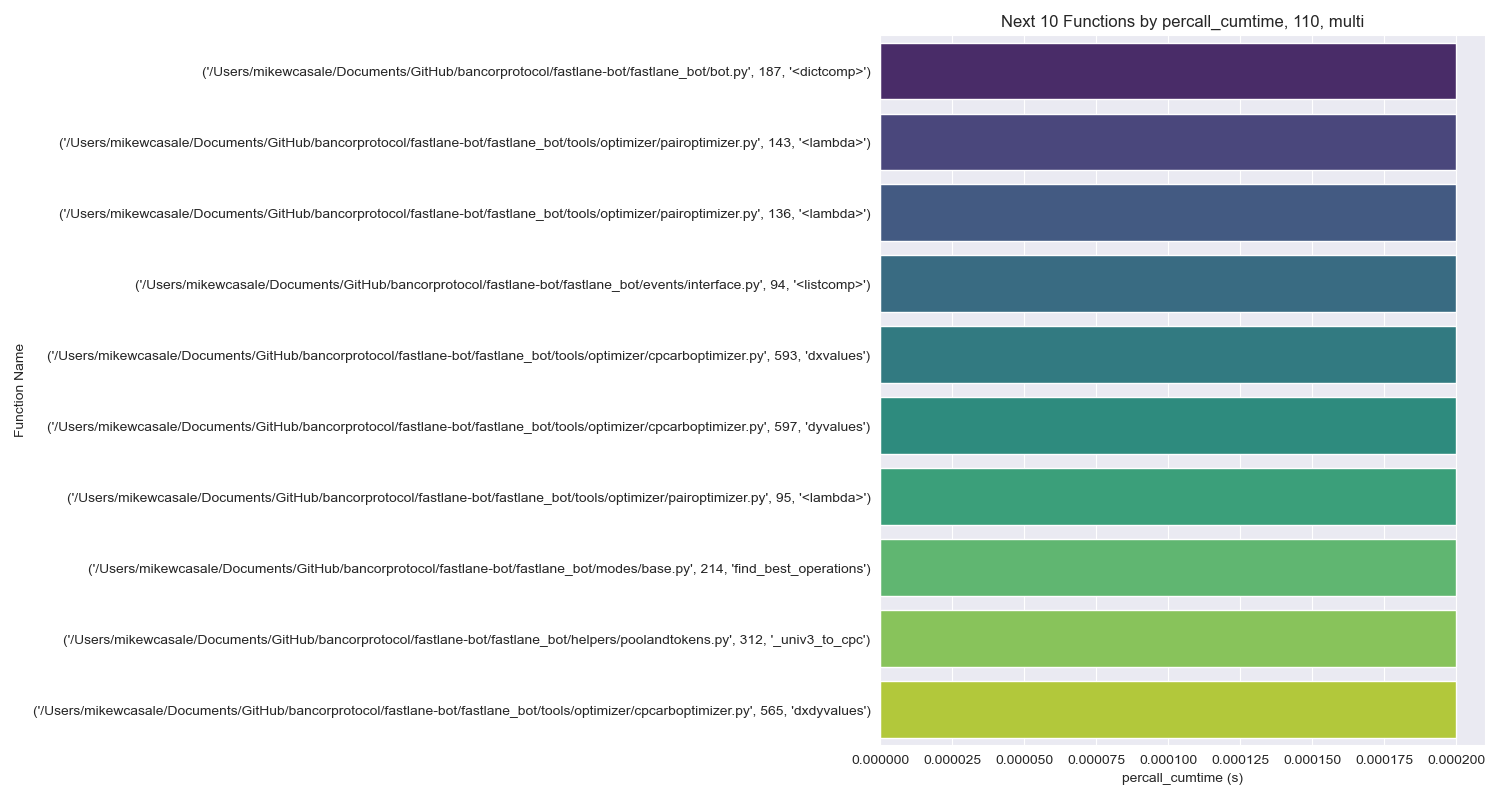 Next 10 Functions by percall_cumtime, 110, multi
('/Users/mikewcasale/Documents/GitHub/bancorprotocol/fastlane-bot/fastlane_bot/bot.py', 187, '<dictcomp>')
('/Users/mikewcasale/Documents/GitHub/bancorprotocol/fastlane-bot/fastlane_bot/tools/optimizer/pairoptimizer.py', 143, '<lambda>')
('/Users/mikewcasale/Documents/GitHub/bancorprotocol/fastlane-bot/fastlane_bot/tools/optimizer/pairoptimizer.py', 136, '<lambda>')
('/Users/mikewcasale/Documents/GitHub/bancorprotocol/fastlane-bot/fastlane_bot/events/interface.py', 94, '<listcomp>')
('/Users/mikewcasale/Documents/GitHub/bancorprotocol/fastlane-bot/fastlane_bot/tools/optimizer/cpcarboptimizer.py', 593, 'dxvalues')
('/Users/mikewcasale/Documents/GitHub/bancorprotocol/fastlane-bot/fastlane_bot/tools/optimizer/cpcarboptimizer.py', 597, 'dyvalues')
('/Users/mikewcasale/Documents/GitHub/bancorprotocol/fastlane-bot/fastlane_bot/tools/optimizer/pairoptimizer.py', 95, '<lambda>')
('/Users/mikewcasale/Documents/GitHub/bancorprotocol/fastlane-bot/fastlane_bot/modes/base.py', 214, 'find_best_operations')
('/Users/mikewcasale/Documents/GitHub/bancorprotocol/fastlane-bot/fastlane_bot/helpers/poolandtokens.py', 312, '_univ3_to_cpc')
('/Users/mikewcasale/Documents/GitHub/bancorprotocol/fastlane-bot/fastlane_bot/tools/optimizer/cpcarboptimizer.py', 565, 'dxdyvalues')
Function Name
0.000000 0.000025 0.000050 0.000075 0.000100 0.000125 0.000150 0.000175 0.000200
percall_cumtime (s)